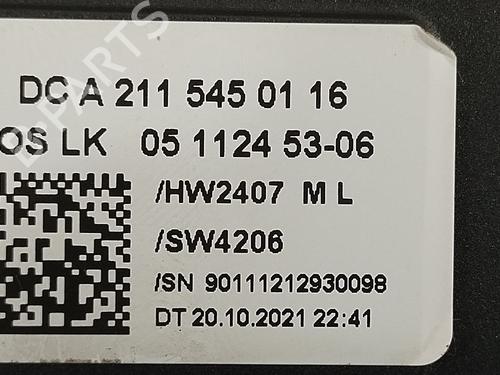 DC A 211 545 01 16
OS LK 05 1124 53-06
/HW2407 M L
/SW4206
/SN 90111212930098
DT 20.10.2021 22:41